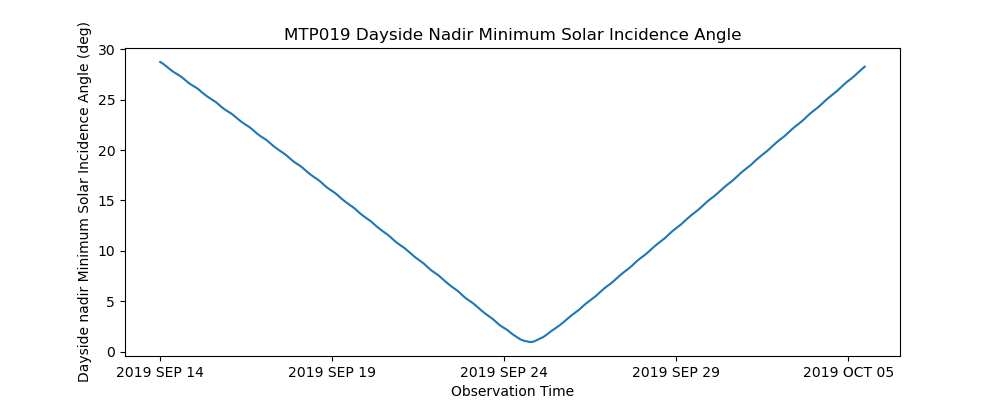 MTP019 Dayside Nadir Minimum Solar Incidence Angle
Dayside nadir Minimum Solar Incidence Angle (deg)
30
25
20
15
10
5
0
2019 SEP 14
2019 SEP 19
2019 SEP 24
2019 SEP 29
2019 OCT 05
Observation Time